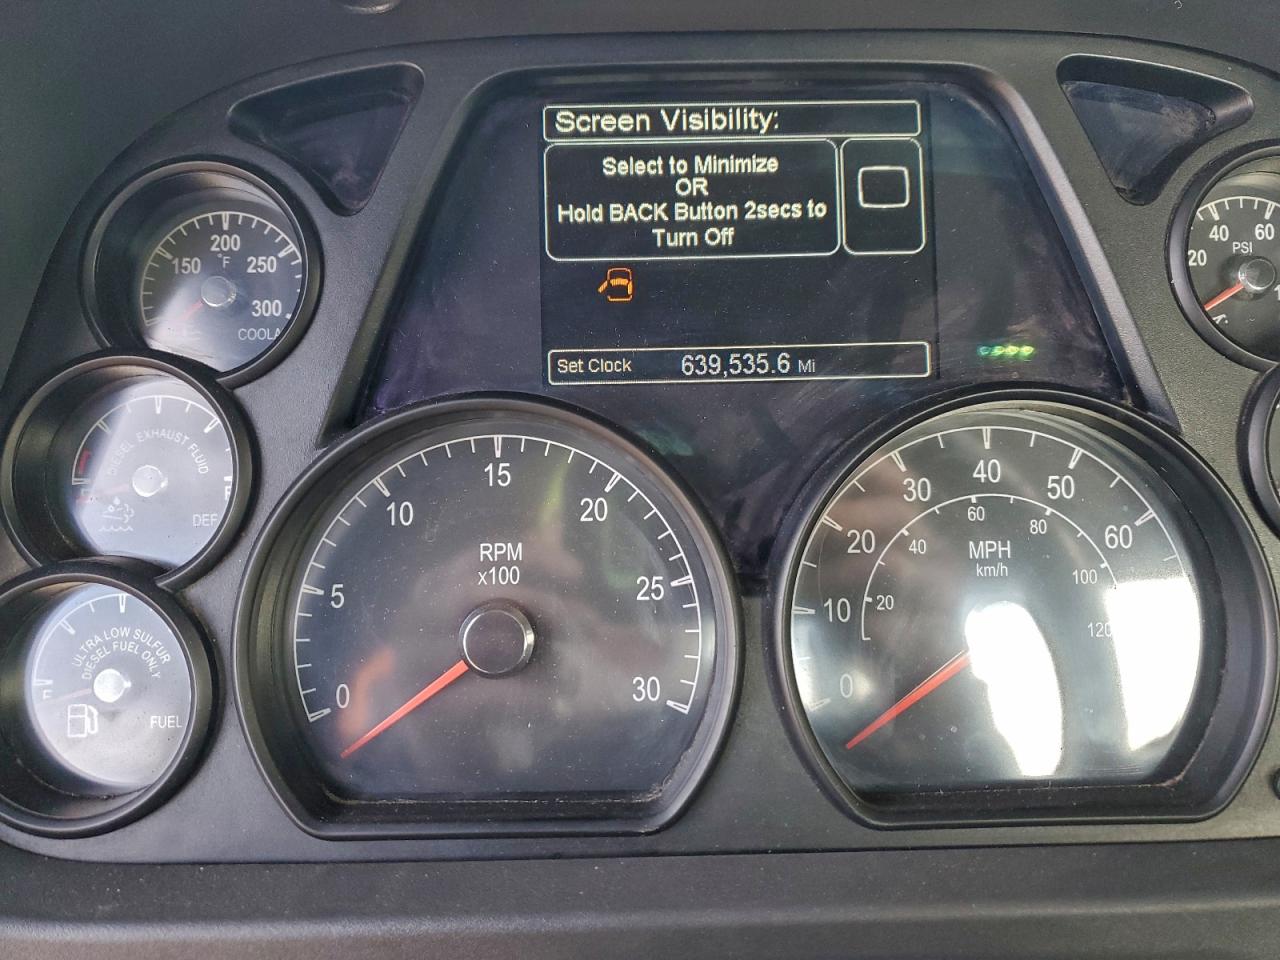 Screen Visibility:
Select to Minimize
OR
Hold BACK Button 2secs to
Turn Off
Set Clock 639,535.6 Mi
150 200 250 300
°F
COOLA
DIESEL EXHAUST FLUID
DEF
E
ULTRA LOW SULFUR
DIESEL FUEL ONLY
FUEL
0 5 10 15 20 25 30
RPM
x100
0 10 20 30 40 50 60
20 40 60 80 100 120
MPH
km/h
20 40 60
PSI